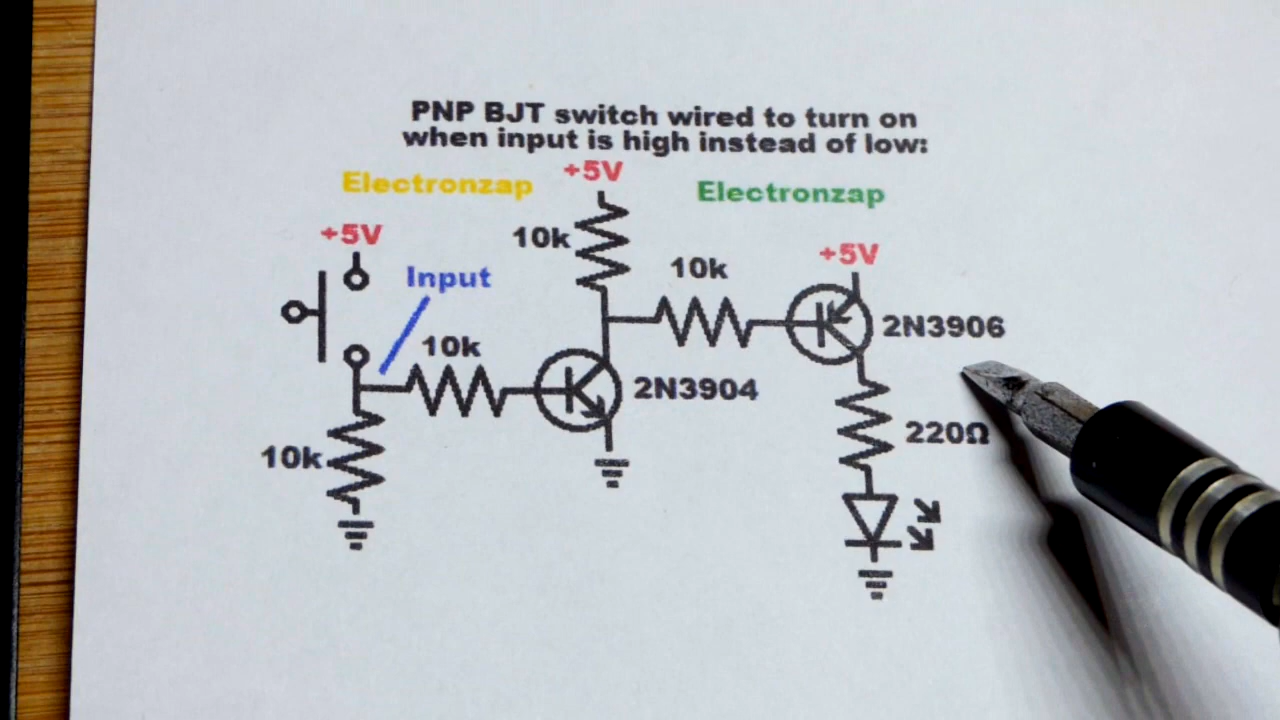 PNP BJT switch wired to turn on
when input is high instead of low:
+5V
Electronzap
Electronzap
+5V
10k
+5V
Input
10k
10k
2N3906
2N3904
10k
220Ω